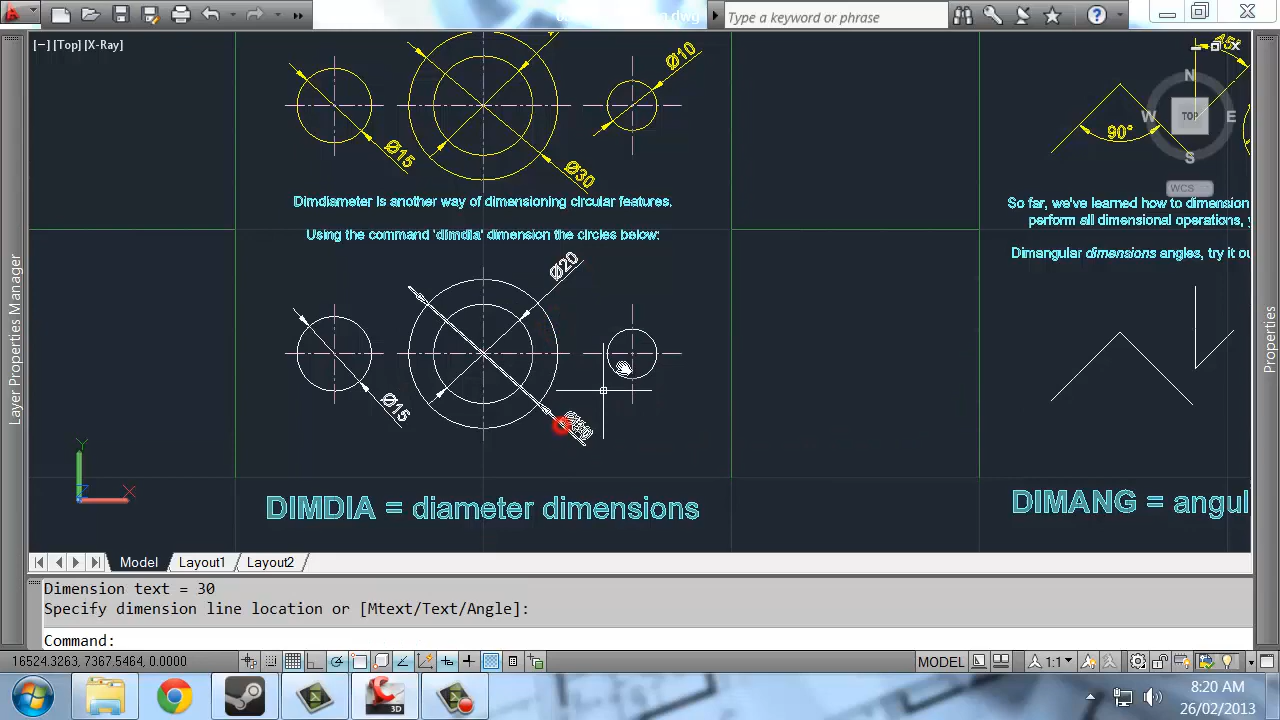 n.dwg
Type a keyword or phrase
[−] [Top] [X-Ray]
Ø10
45°
N
W
TOP
E
S
90°
Ø15
Ø30
WCS
Dimdiameter is another way of dimensioning circular features.
So far, we've learned how to dimension
perform all dimensional operations, y
Using the command 'dimdia' dimension the circles below:
Dimangular dimensions angles, try it ou
Ø20
Ø15
Layer Properties Manager
Properties
Y
Z
X
DIMDIA = diameter dimensions
DIMANG = angul
Model
Layout1
Layout2
Dimension text = 30
Specify dimension line location or [Mtext/Text/Angle]:
Command:
16524.3263, 7367.5464, 0.0000
MODEL
1:1
3D
8:20 AM
26/02/2013